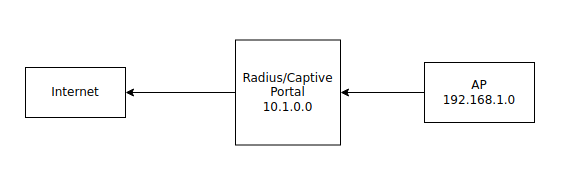 Internet
Radius/Captive
Portal
10.1.0.0
AP
192.168.1.0